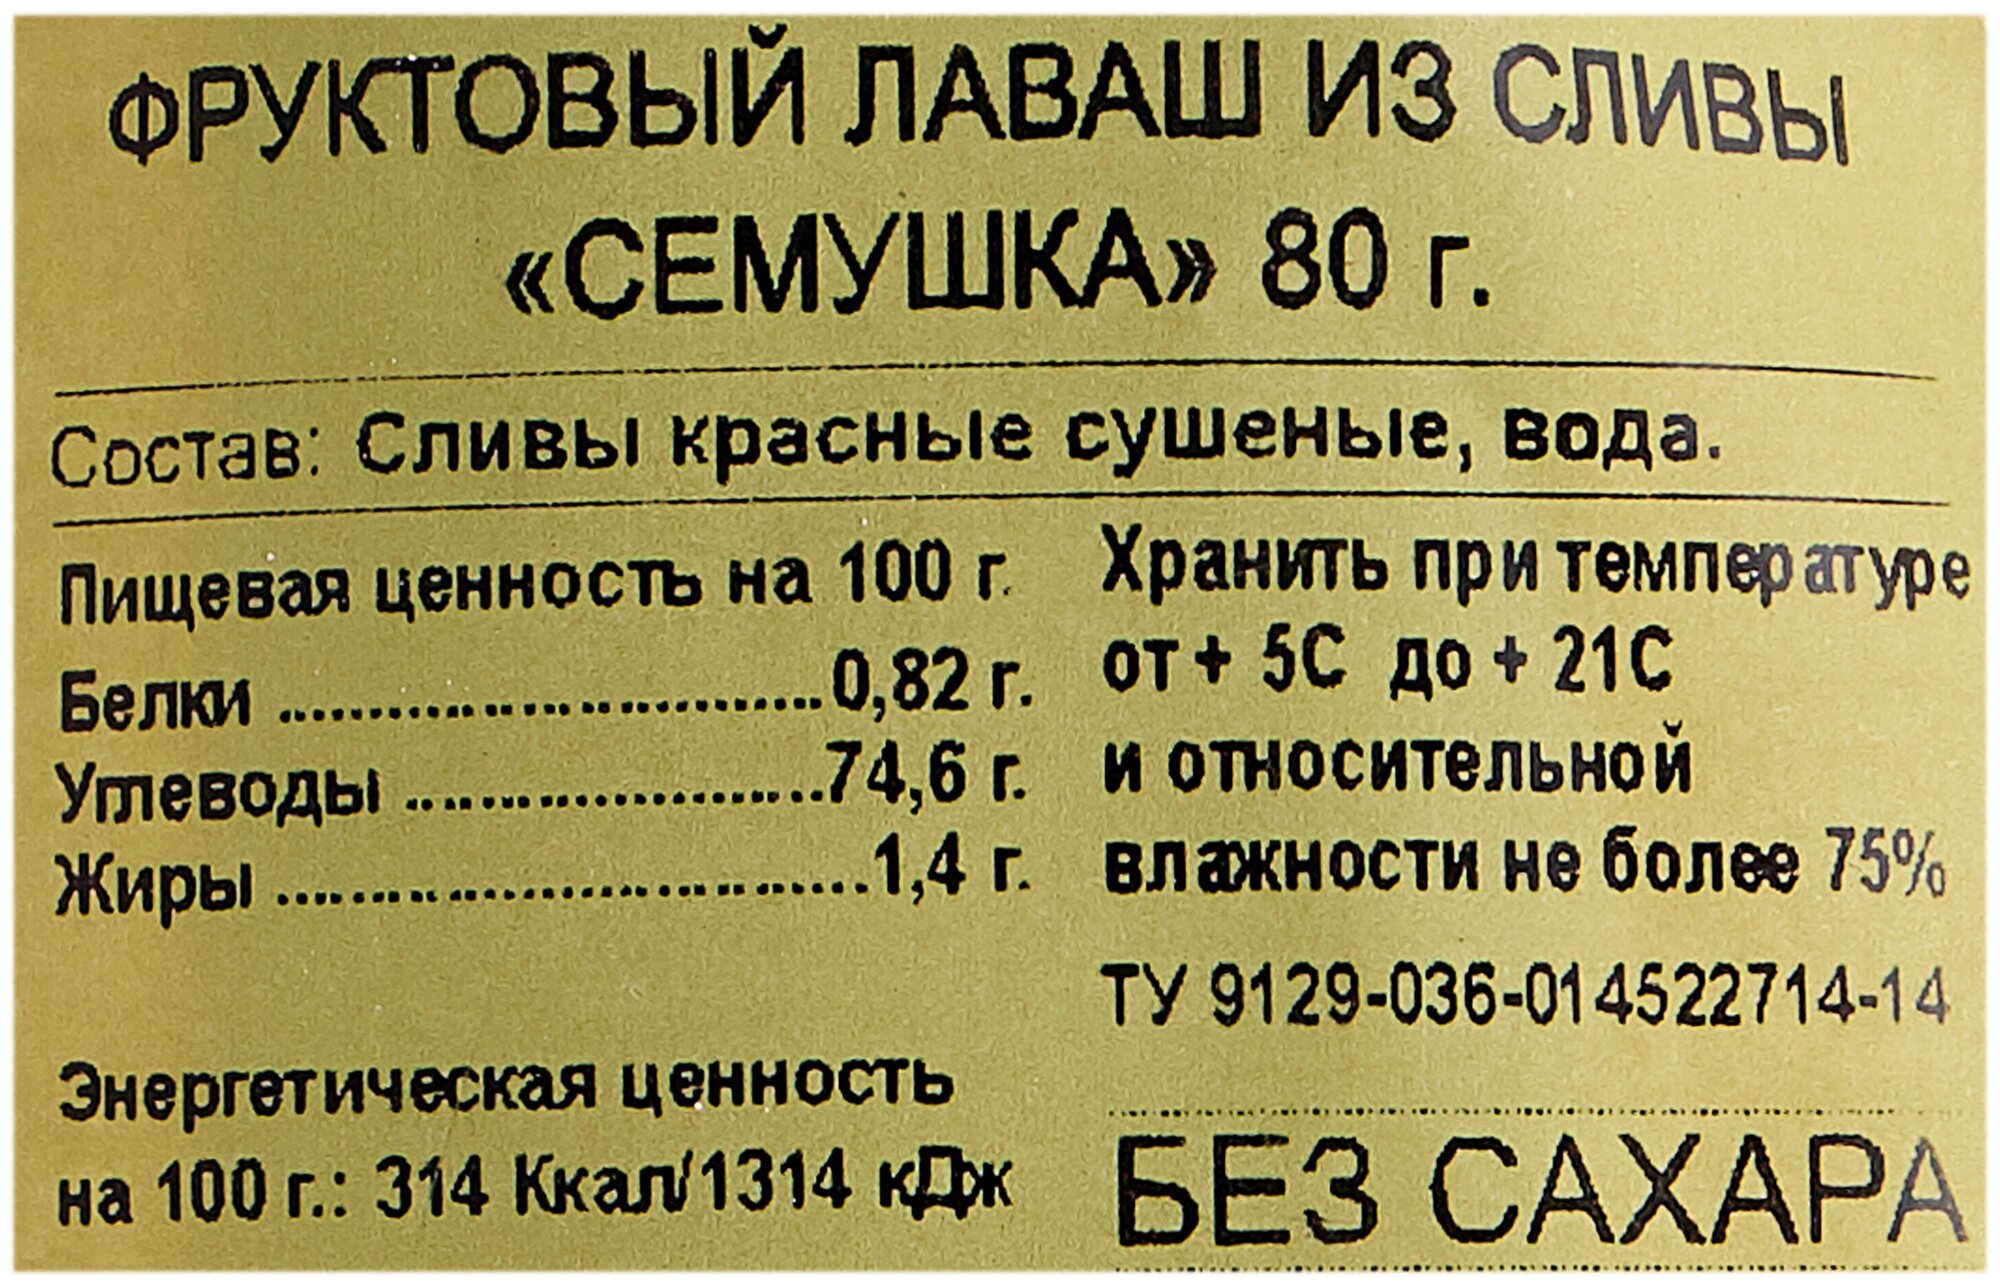 ФРУКТОВЫЙ ЛАВАШ ИЗ СЛИВЫ
«СЕМУШКА» 80 г.
Состав: Сливы красные сушеные, вода.
Пищевая ценность на 100 г.
Белки ..............................0,82 г.
Углеводы ........................74,6 г.
Жиры .................................1,4 г.
Энергетическая ценность
на 100 г.: 314 Ккал/1314 кДж
Хранить при температуре
от + 5С до + 21С
и относительной
влажности не более 75%
ТУ 9129-036-014522714-14
БЕЗ САХАРА